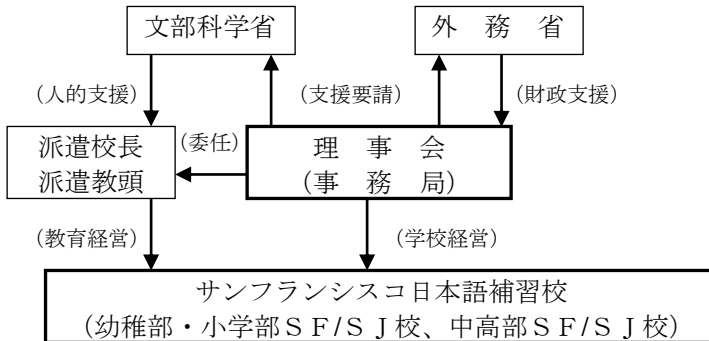 文部科学省
外 務 省
(人的支援)
(支援要請)
(財政支援)
派遣校長
派遣教頭
(委任)
理 事 会
(事 務 局)
(教育経営)
(学校経営)
サンフランシスコ日本語補習校
(幼稚部・小学部ＳＦ/ＳＪ校、中高部ＳＦ/ＳＪ校)